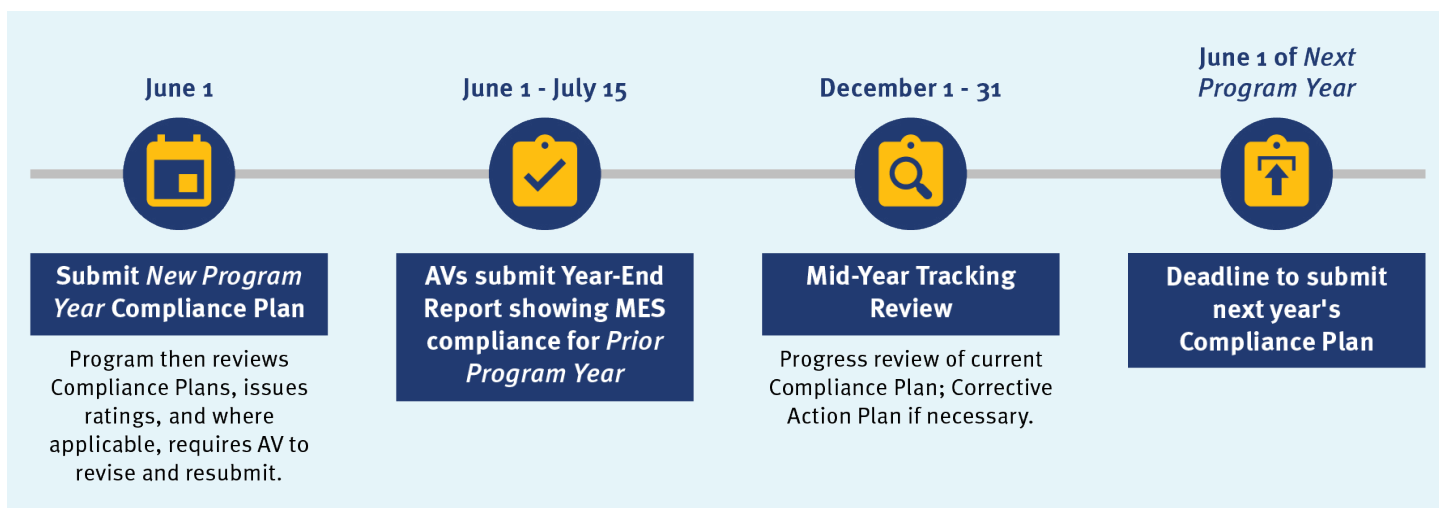 June 1
Submit New Program
Year Compliance Plan
Program then reviews
Compliance Plans, issues
ratings, and where
applicable, requires AV to
revise and resubmit.
June 1 - July 15
AVs submit Year-End
Report showing MES
compliance for Prior
Program Year
December 1 - 31
Mid-Year Tracking
Review
Progress review of current
Compliance Plan; Corrective
Action Plan if necessary.
June 1 of Next
Program Year
Deadline to submit
next year's
Compliance Plan